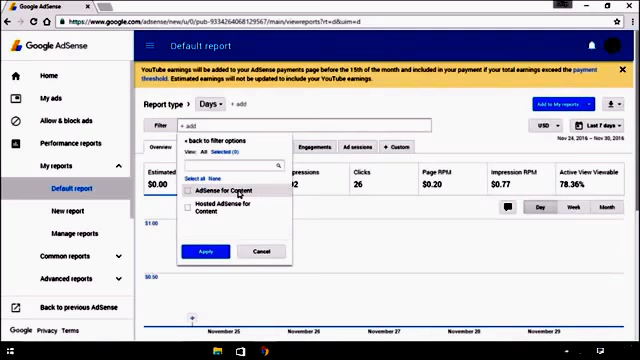 Google AdSense
https://www.google.com/adsense/new/u/0/pub-9334264068129567/main/viewreports?rt=d&uim=d
Google AdSense
Default report
Home
My ads
Allow & block ads
Performance reports
My reports
Default report
New report
Manage reports
Common reports
Advanced reports
Back to previous AdSense
Google Privacy Terms
YouTube earnings will be added to your AdSense payments page before the 15th of the month and included in your payment if your total earnings exceed the payment
threshold. Estimated earnings will not be updated to include your YouTube earnings.
Report type > Days + add
Add to My reports
Filter + add
USD Last 7 days
Nov 24, 2016 – Nov 30, 2016
« back to filter options
View: All Selected (0)
Select all None
AdSense for Content
Hosted AdSense for
Content
Apply Cancel
Overview Engagements Ad sessions + Custom
Estimated
$0.00
Clicks
26
Page RPM
$0.20
Impression RPM
$0.77
Active View Viewable
78.36%
Day Week Month
$1.00
$0.50
November 25 November 26 November 27 November 28 November 29